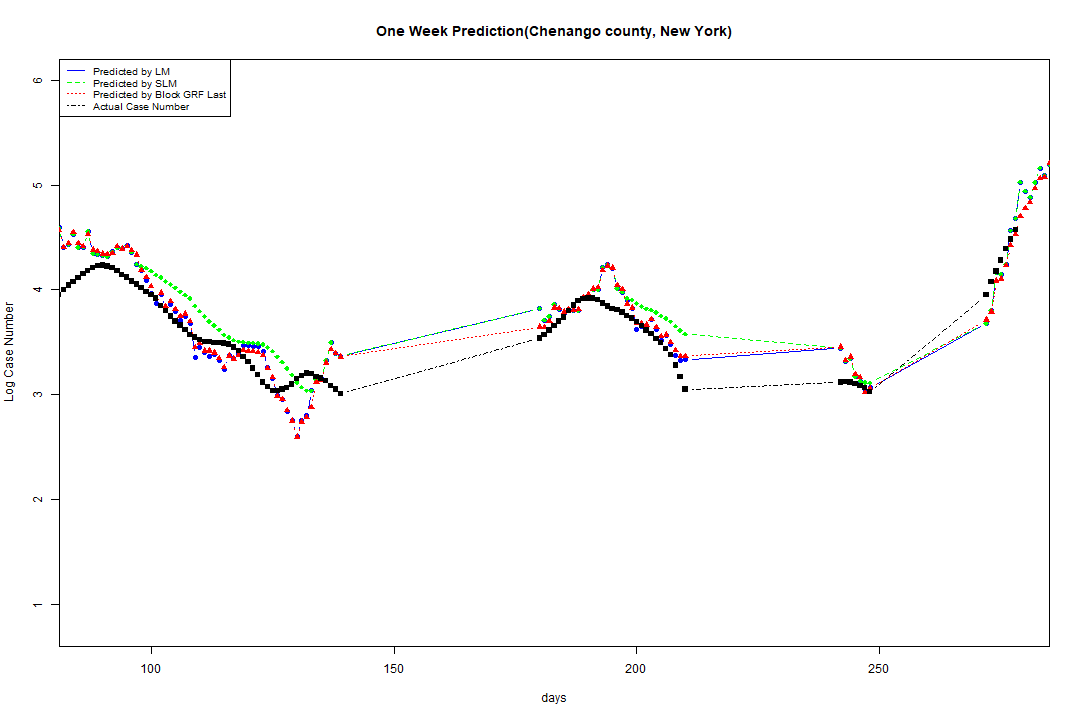 One Week Prediction(Chenango county, New York)
Predicted by LM
Predicted by SLM
Predicted by Block GRF Last
Actual Case Number
6
5
4
3
2
1
Log Case Number
100
150
200
250
days